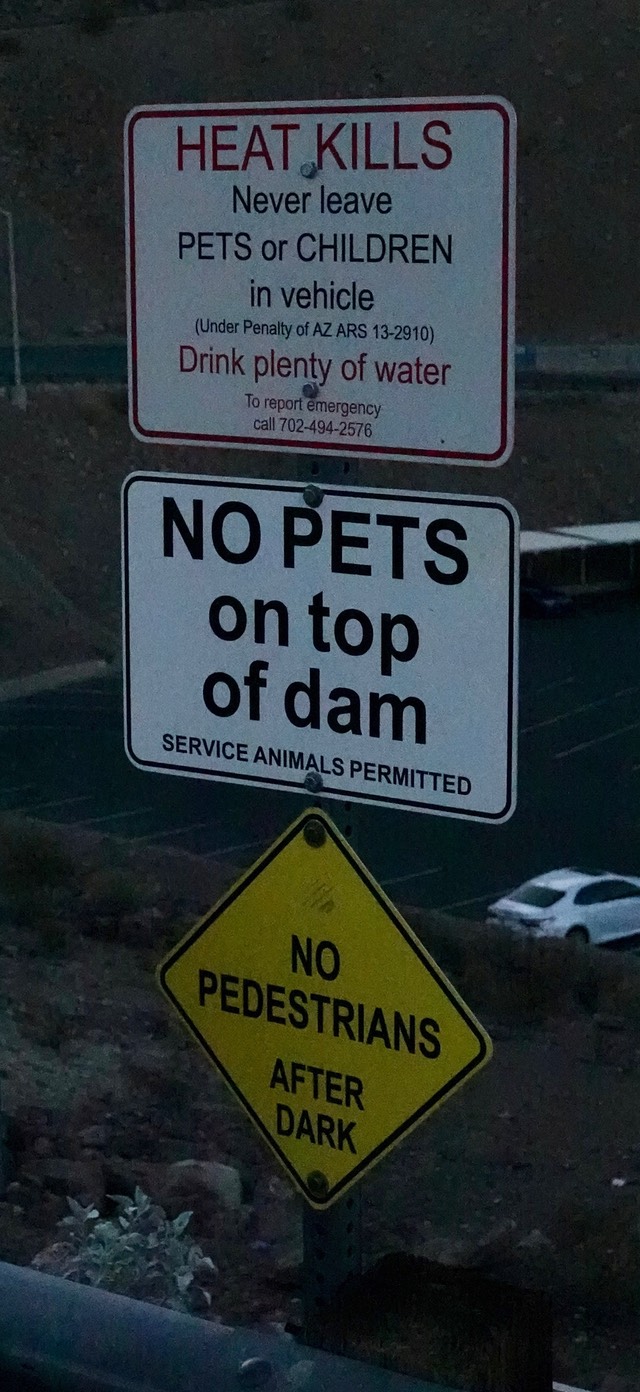 HEAT KILLS
Never leave
PETS or CHILDREN
in vehicle
(Under Penalty of AZ ARS 13-2910)
Drink plenty of water
To report emergency
call 702-494-2576
NO PETS
on top
of dam
SERVICE ANIMALS PERMITTED
NO
PEDESTRIANS
AFTER
DARK